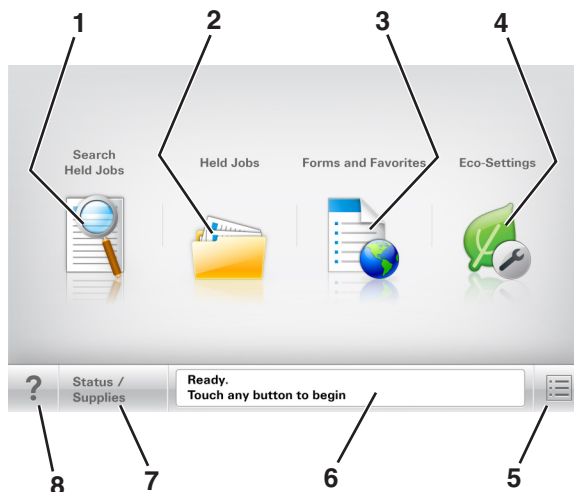 1 2 3 4
Search
Held Jobs
Held Jobs
Forms and Favorites
Eco-Settings
?
Status /
Supplies
Ready.
Touch any button to begin
8 7 6 5